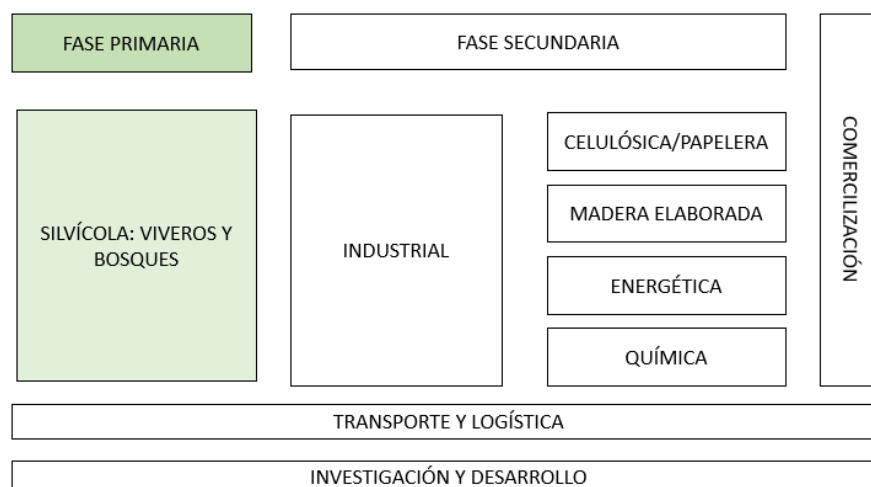 FASE PRIMARIA
FASE SECUNDARIA
SILVÍCOLA: VIVEROS Y
BOSQUES
INDUSTRIAL
CELULÓSICA/PAPELERA
MADERA ELABORADA
ENERGÉTICA
QUÍMICA
COMERCILIZACIÓN
TRANSPORTE Y LOGÍSTICA
INVESTIGACIÓN Y DESARROLLO